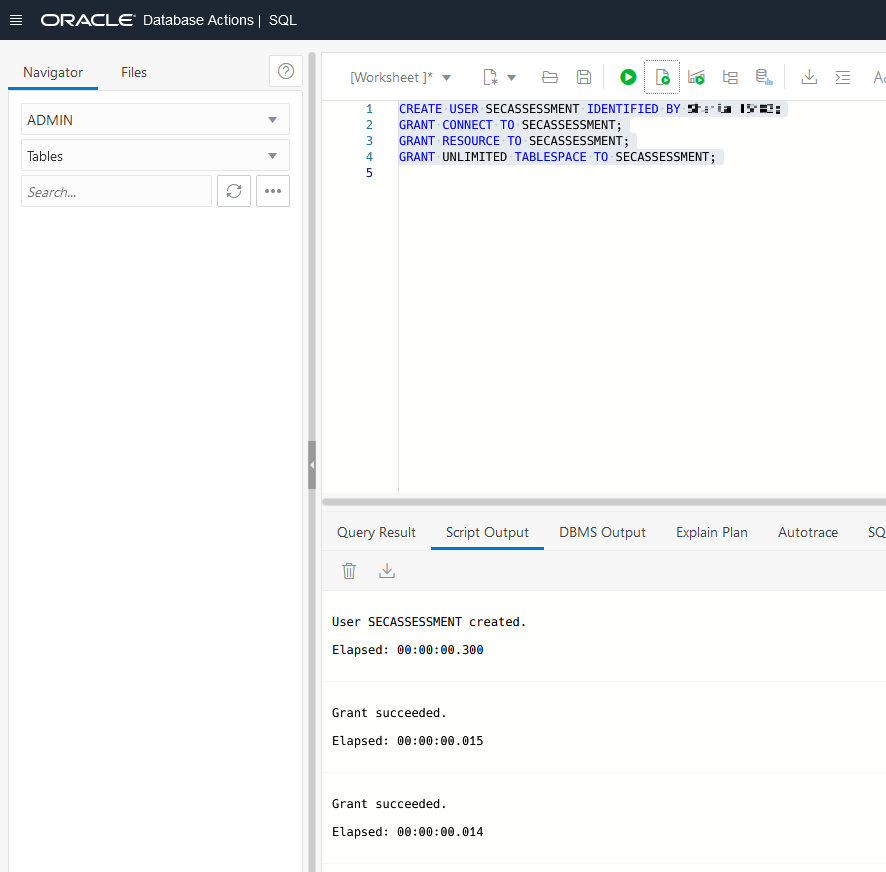 ORACLE Database Actions | SQL
Navigator Files
ADMIN
Tables
Search...
[Worksheet ]*
Aa
1 CREATE USER SECASSESSMENT IDENTIFIED BY
2 GRANT CONNECT TO SECASSESSMENT;
3 GRANT RESOURCE TO SECASSESSMENT;
4 GRANT UNLIMITED TABLESPACE TO SECASSESSMENT;
5
Query Result Script Output DBMS Output Explain Plan Autotrace SQ
User SECASSESSMENT created.
Elapsed: 00:00:00.300
Grant succeeded.
Elapsed: 00:00:00.015
Grant succeeded.
Elapsed: 00:00:00.014